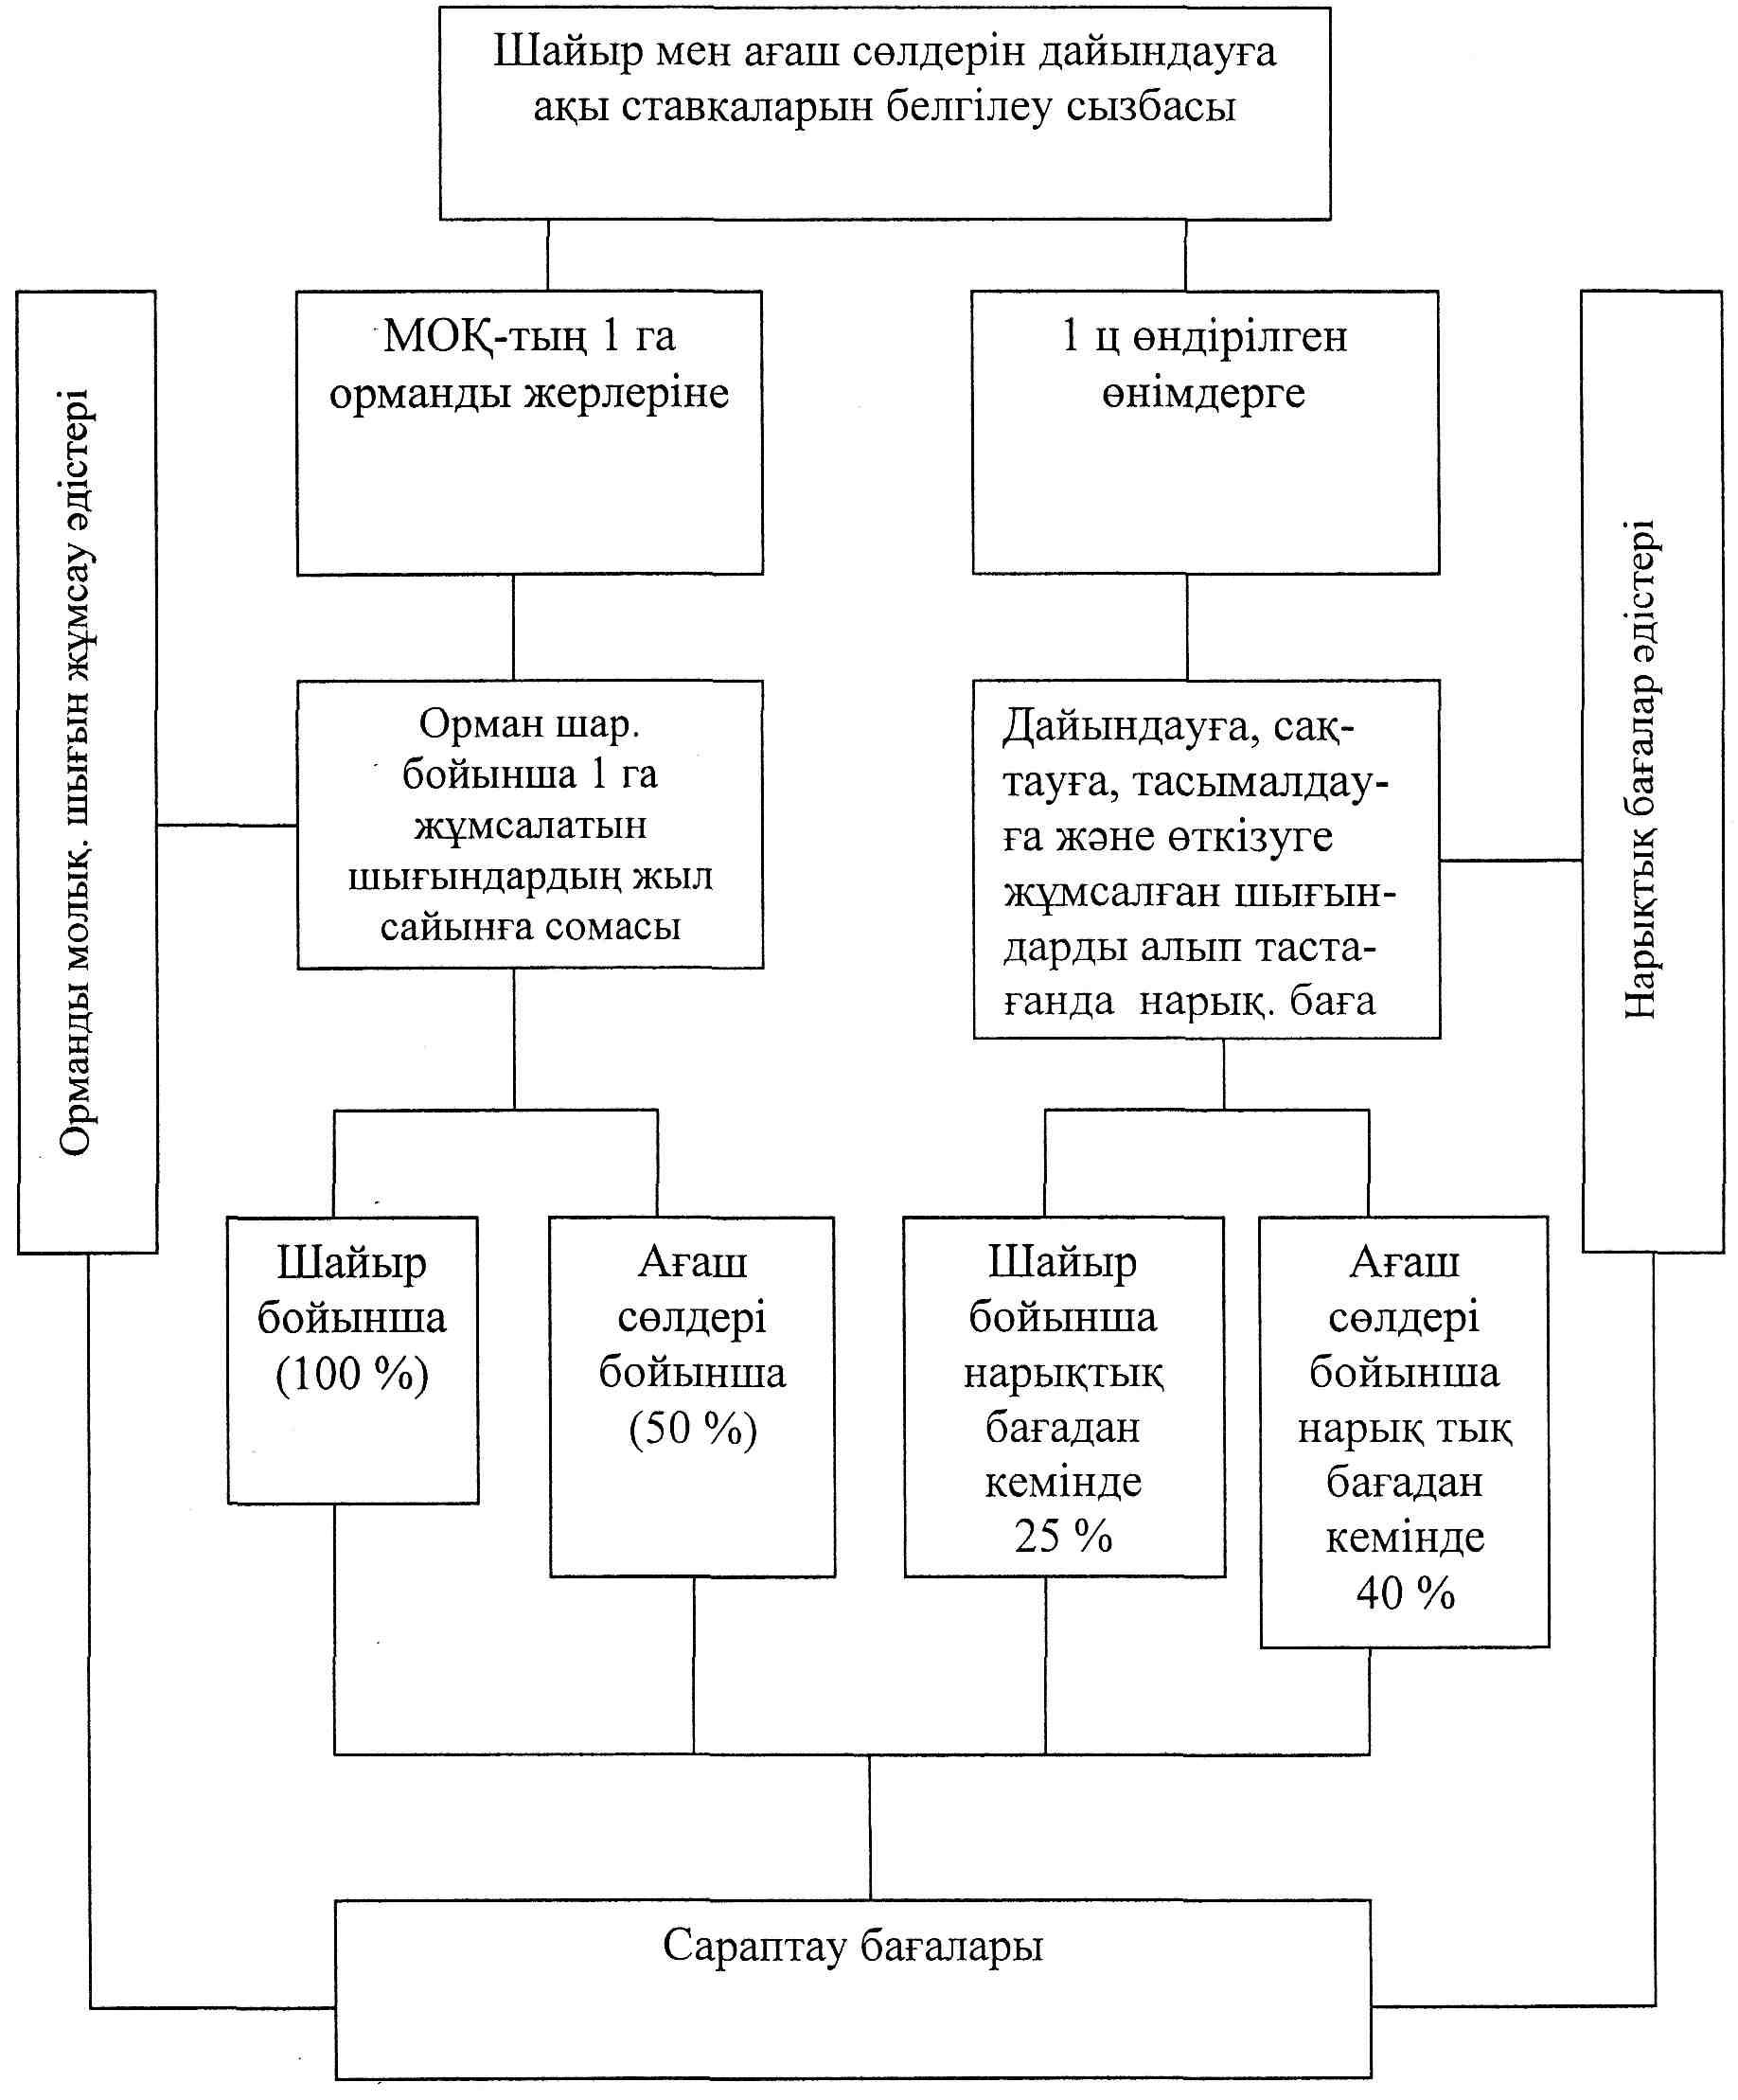 Шайыр мен ағаш сөлдерін дайындауға
ақы ставкаларын белгілеу сызбасы
Орманды молық. шығын жұмсау әдістері
МОҚ-тың 1 га
орманды жерлеріне
1 ц өндірілген
өнімдерге
Нарықтық бағалар әдістері
Орман шар.
бойынша 1 га
жұмсалатын
шығындардың жыл
сайынға сомасы
Дайындауға, сақ-
тауға, тасымалдау-
ға және өткізуге
жұмсалған шығын-
дарды алып таста-
ғанда нарық. баға
Шайыр
бойынша
(100 %)
Ағаш
сөлдері
бойынша
(50 %)
Шайыр
бойынша
нарықтық
бағадан
кемінде
25 %
Ағаш
сөлдері
бойынша
нарық тық
бағадан
кемінде
40 %
Сараптау бағалары